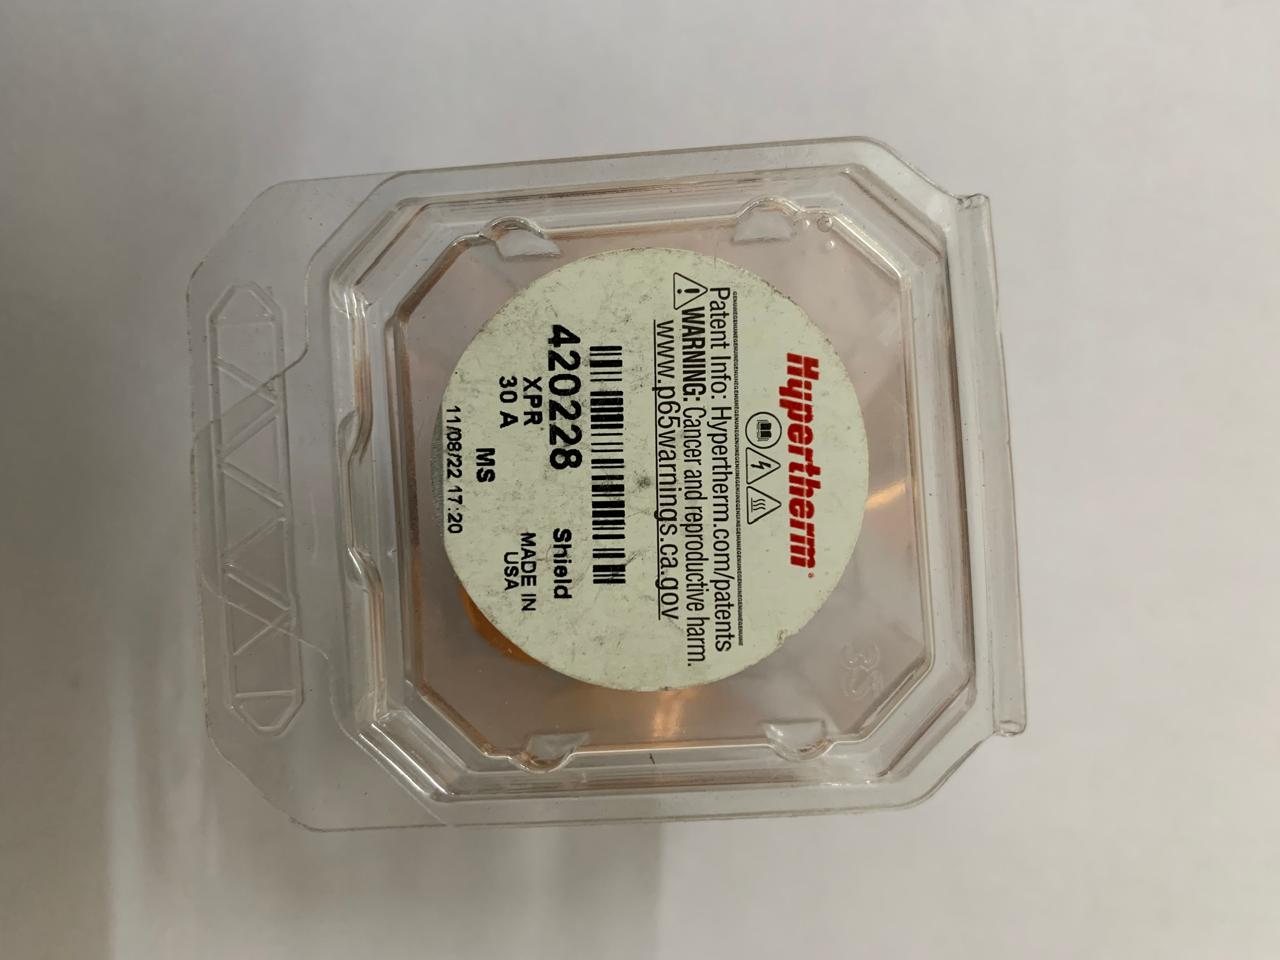 Hypertherm®
Patent Info: Hypertherm.com/patents
WARNING: Cancer and reproductive harm.
www.p65warnings.ca.gov
420228 Shield
XPR MADE IN
30 A USA
MS
11/08/22 17:20
35